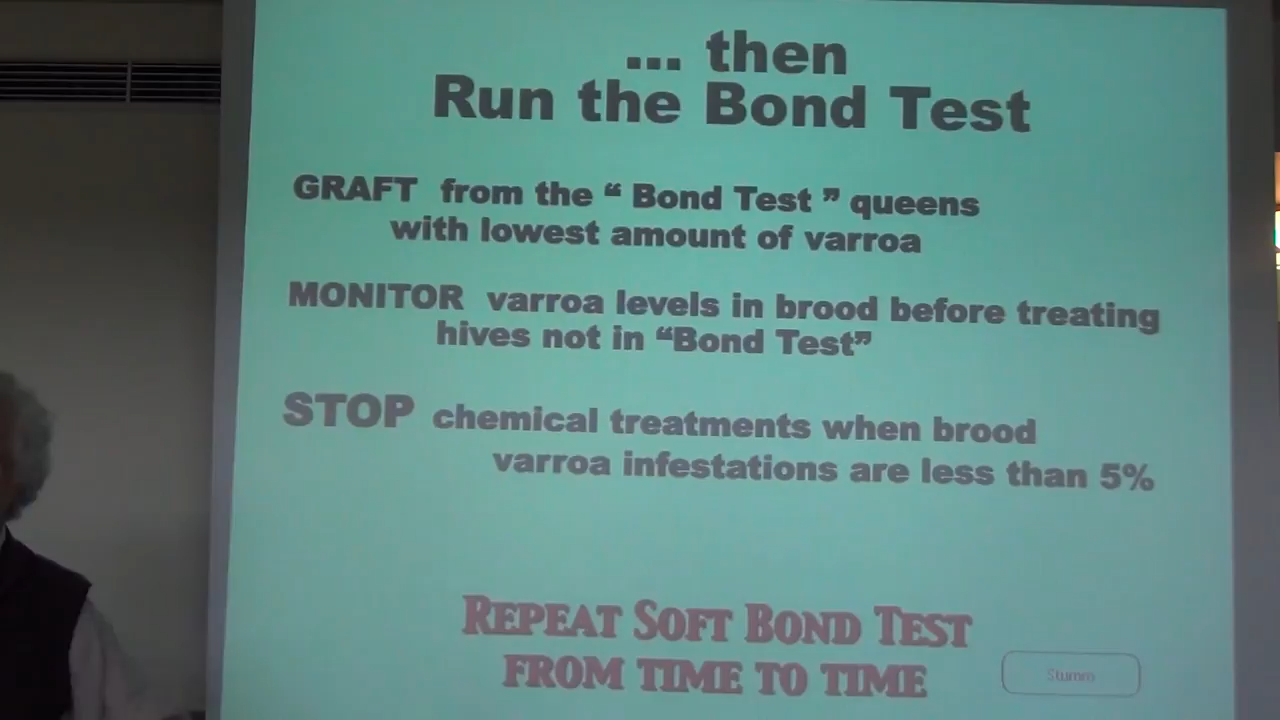 ... then
Run the Bond Test
GRAFT from the “ Bond Test ” queens
with lowest amount of varroa
MONITOR varroa levels in brood before treating
hives not in “Bond Test”
STOP chemical treatments when brood
varroa infestations are less than 5%
REPEAT SOFT BOND TEST
FROM TIME TO TIME
Stumm